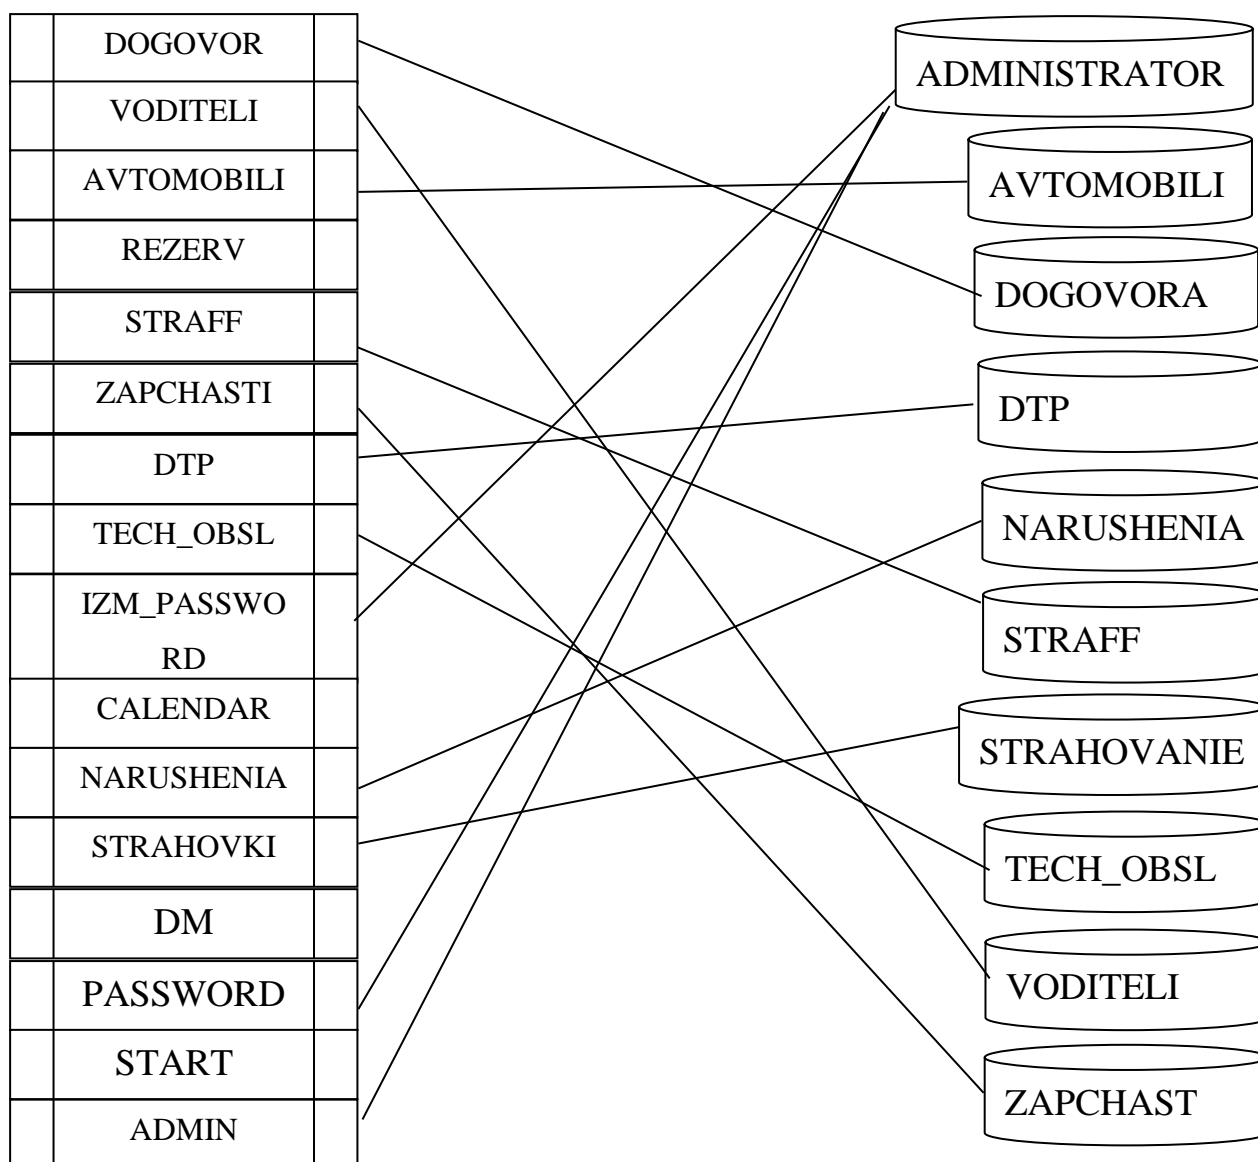 DOGOVOR
VODITELI
AVTOMOBILI
REZERV
STRAFF
ZAPCHASTI
DTP
TECH_OBSL
IZM_PASSWO
RD
CALENDAR
NARUSHENIA
STRAHOVKI
DM
PASSWORD
START
ADMIN
ADMINISTRATOR
AVTOMOBILI
DOGOVORA
DTP
NARUSHENIA
STRAFF
STRAHOVANIE
TECH_OBSL
VODITELI
ZAPCHAST